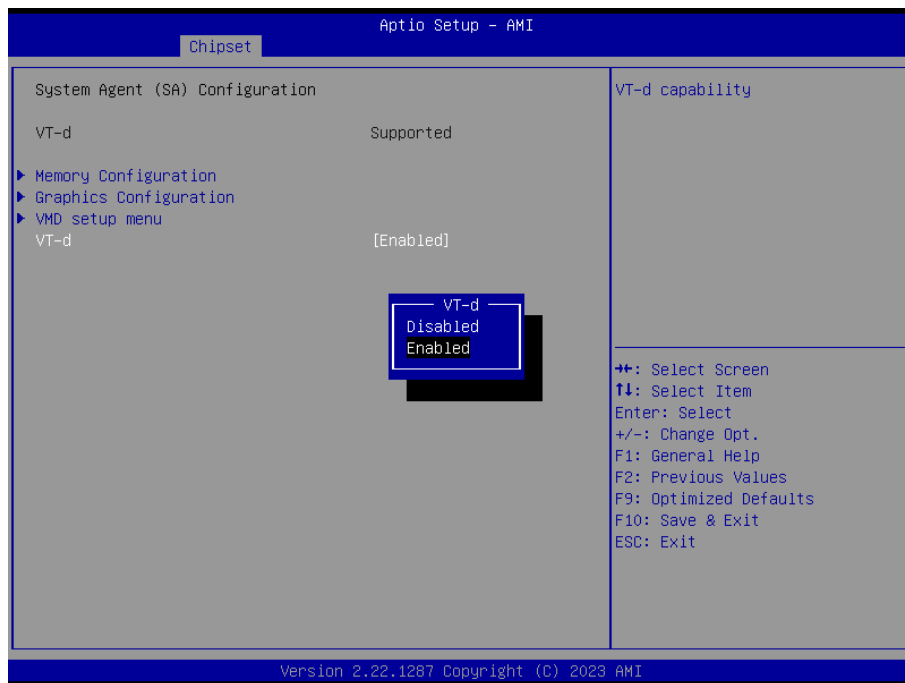 Aptio Setup – AMI
Chipset
System Agent (SA) Configuration
VT-d Supported
Memory Configuration
Graphics Configuration
VMD setup menu
VT-d [Enabled]
VT-d
Disabled
Enabled
VT-d capability
→←: Select Screen
↑↓: Select Item
Enter: Select
+/-: Change Opt.
F1: General Help
F2: Previous Values
F9: Optimized Defaults
F10: Save & Exit
ESC: Exit
Version 2.22.1287 Copyright (C) 2023 AMI